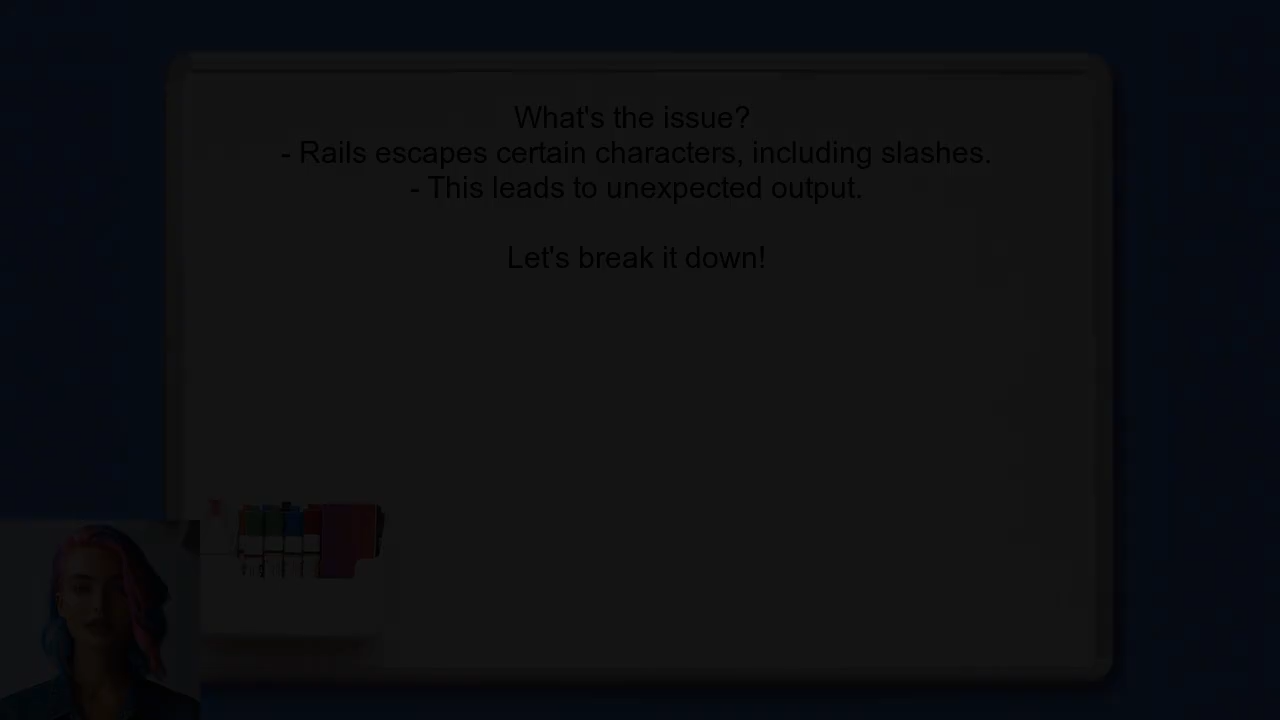 What's the issue?
- Rails escapes certain characters, including slashes.
- This leads to unexpected output.
Let's break it down!